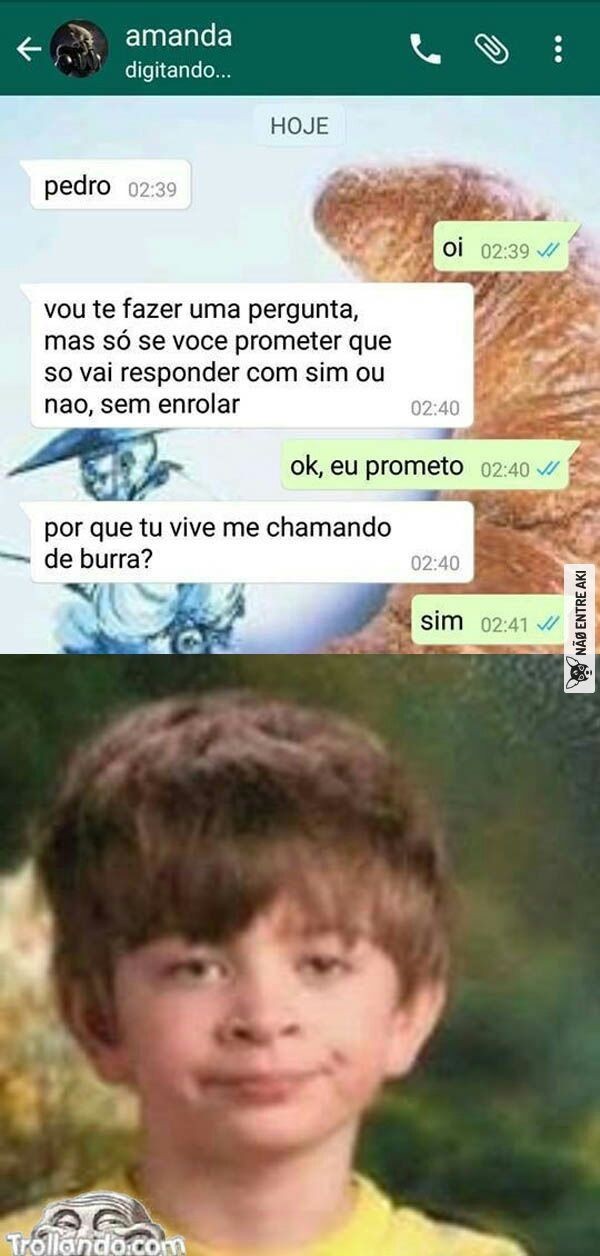 amanda
digitando...
HOJE
pedro 02:39
oi 02:39
vou te fazer uma pergunta,
mas só se voce prometer que
so vai responder com sim ou
nao, sem enrolar 02:40
ok, eu prometo 02:40
por que tu vive me chamando
de burra? 02:40
sim 02:41
NÃØ ENTRE AKI
Trollando.com